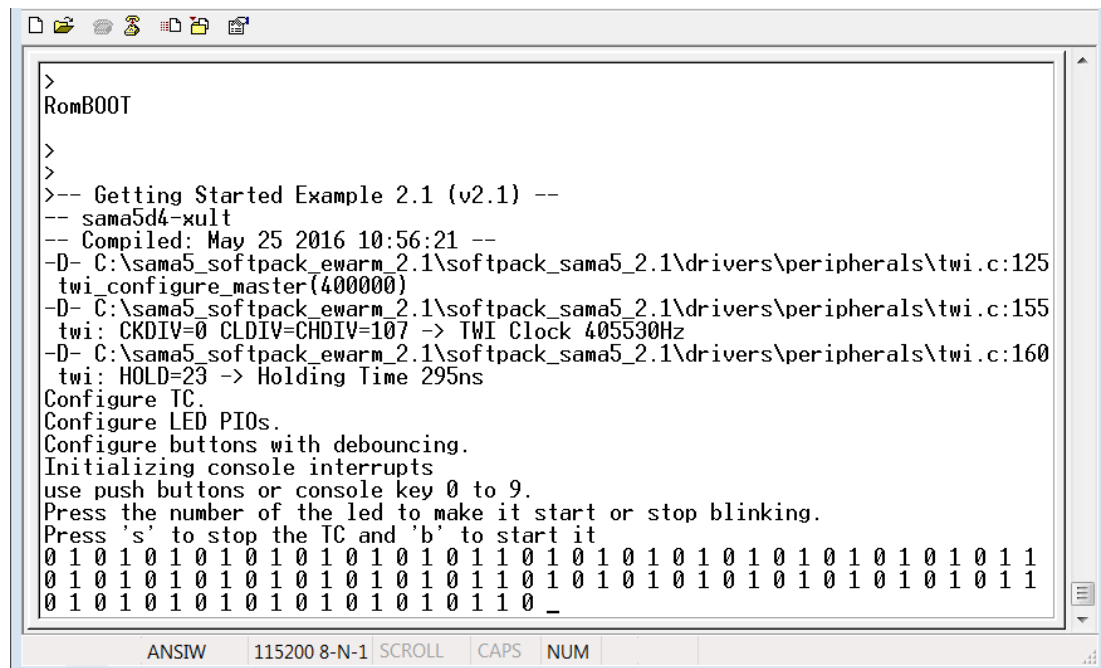 >
RomBOOT
>
>
>-- Getting Started Example 2.1 (v2.1) --
-- sama5d4-xult
-- Compiled: May 25 2016 10:56:21 --
-D- C:\sama5_softpack_ewarm_2.1\softpack_sama5_2.1\drivers\peripherals\twi.c:125
twi_configure_master(400000)
-D- C:\sama5_softpack_ewarm_2.1\softpack_sama5_2.1\drivers\peripherals\twi.c:155
twi: CKDIV=0 CLDIV=CHDIV=107 -> TWI Clock 405530Hz
-D- C:\sama5_softpack_ewarm_2.1\softpack_sama5_2.1\drivers\peripherals\twi.c:160
twi: HOLD=23 -> Holding Time 295ns
Configure TC.
Configure LED PIOs.
Configure buttons with debouncing.
Initializing console interrupts
use push buttons or console key 0 to 9.
Press the number of the led to make it start or stop blinking.
Press 's' to stop the TC and 'b' to start it
0 1 0 1 0 1 0 1 0 1 0 1 0 1 0 1 0 1 1 0 1 0 1 0 1 0 1 0 1 0 1 0 1 0 1 0 1 0 1 1
0 1 0 1 0 1 0 1 0 1 0 1 0 1 0 1 0 1 1 0 1 0 1 0 1 0 1 0 1 0 1 0 1 0 1 0 1 0 1 1
0 1 0 1 0 1 0 1 0 1 0 1 0 1 0 1 0 1 1 0 _
ANSIW 115200 8-N-1 SCROLL CAPS NUM